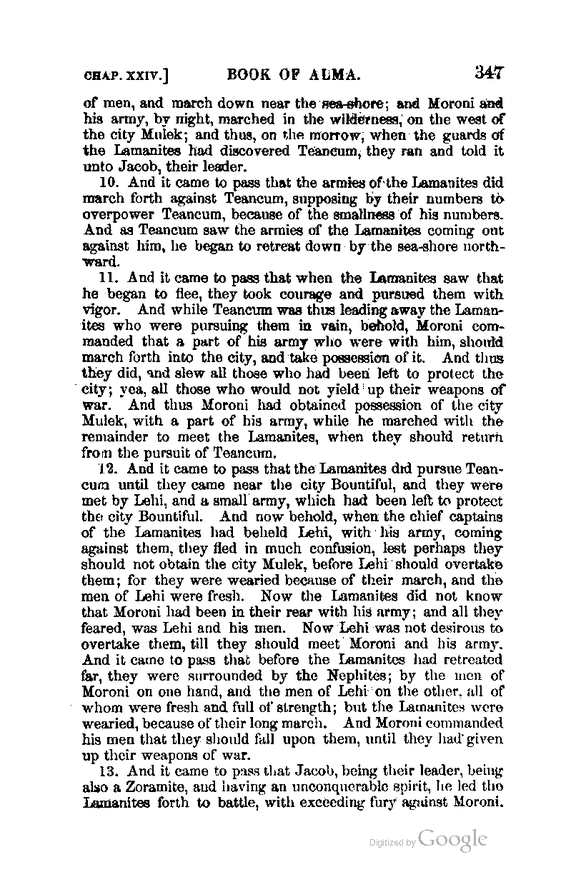 CHAP. XXIV.] BOOK OF ALMA. 347
of men, and march down near the sea-shore; and Moroni and
his army, by night, marched in the wilderness, on the west of
the city Mulek; and thus, on the morrow, when the guards of
the Lamanites had discovered Teancum, they ran and told it
unto Jacob, their leader.
10. And it came to pass that the armies of the Lamanites did
march forth against Teancum, supposing by their numbers to
overpower Teancum, because of the smallness of his numbers.
And as Teancum saw the armies of the Lamanites coming out
against him, he began to retreat down by the sea-shore north-
ward.
11. And it came to pass that when the Lamanites saw that
he began to flee, they took courage and pursued them with
vigor. And while Teancum was thus leading away the Laman-
ites who were pursuing them in vain, behold, Moroni com-
manded that a part of his army who were with him, should
march forth into the city, and take possession of it. And thus
they did, and slew all those who had been left to protect the
city; yea, all those who would not yield up their weapons of
war. And thus Moroni had obtained possession of the city
Mulek, with a part of his army, while he marched with the
remainder to meet the Lamanites, when they should return
from the pursuit of Teancum.
12. And it came to pass that the Lamanites did pursue Tean-
cum until they came near the city Bountiful, and they were
met by Lehi, and a small army, which had been left to protect
the city Bountiful. And now behold, when the chief captains
of the Lamanites had beheld Lehi, with his army, coming
against them, they fled in much confusion, lest perhaps they
should not obtain the city Mulek, before Lehi should overtake
them; for they were wearied because of their march, and the
men of Lehi were fresh. Now the Lamanites did not know
that Moroni had been in their rear with his army; and all they
feared, was Lehi and his men. Now Lehi was not desirous to
overtake them, till they should meet Moroni and his army.
And it came to pass that before the Lamanites had retreated
far, they were surrounded by the Nephites; by the men of
Moroni on one hand, and the men of Lehi on the other, all of
whom were fresh and full of strength; but the Lamanites were
wearied, because of their long march. And Moroni commanded
his men that they should fall upon them, until they had given
up their weapons of war.
13. And it came to pass that Jacob, being their leader, being
also a Zoramite, and having an unconquerable spirit, he led the
Lamanites forth to battle, with exceeding fury against Moroni.
Digitized by Google